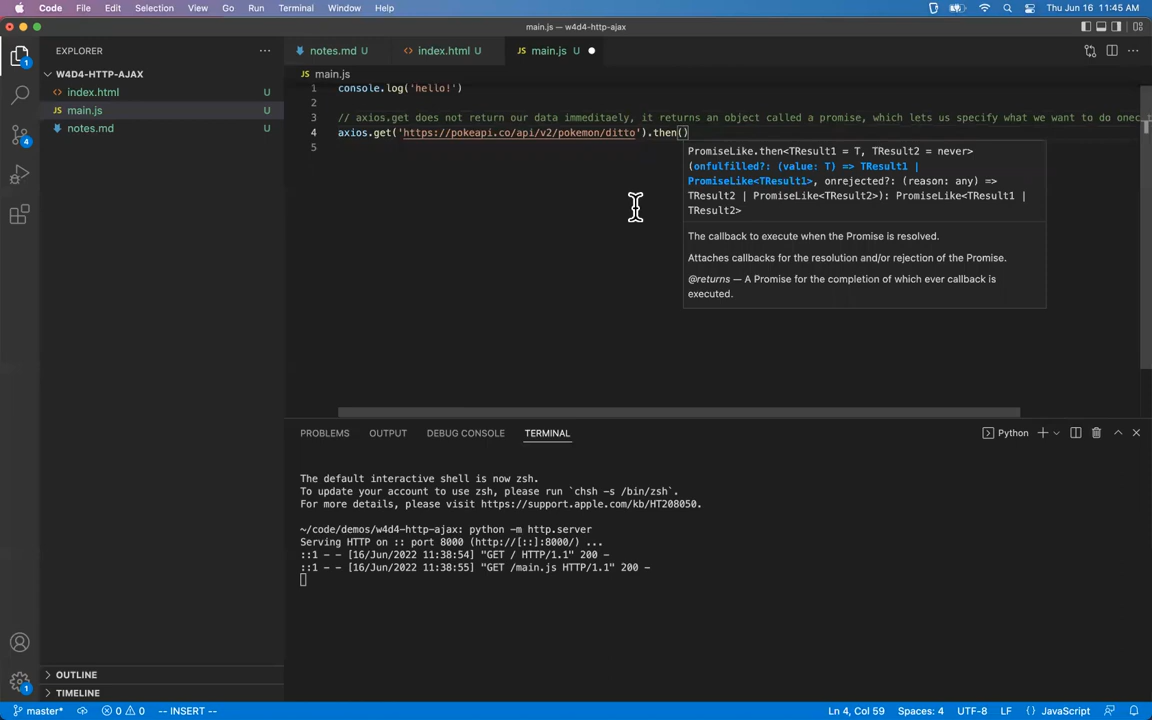 Code File Edit Selection View Go Run Terminal Window Help Thu Jun 16 11:45 AM
main.js — w4d4-http-ajax
EXPLORER
notes.md U index.html U main.js U
W4D4-HTTP-AJAX
index.html U
main.js U
notes.md U
main.js
1 console.log('hello!')
2
3 // axios.get does not return our data immeditaely, it returns an object called a promise, which lets us specify what we want to do onec t
4 axios.get('https://pokeapi.co/api/v2/pokemon/ditto').then()
5
PromiseLike.then<TResult1 = T, TResult2 = never>
(onfulfilled?: (value: T) => TResult1 |
PromiseLike<TResult1>, onrejected?: (reason: any) =>
TResult2 | PromiseLike<TResult2>): PromiseLike<TResult1 |
TResult2>
The callback to execute when the Promise is resolved.
Attaches callbacks for the resolution and/or rejection of the Promise.
@returns — A Promise for the completion of which ever callback is
executed.
PROBLEMS OUTPUT DEBUG CONSOLE TERMINAL Python
The default interactive shell is now zsh.
To update your account to use zsh, please run `chsh -s /bin/zsh`.
For more details, please visit https://support.apple.com/kb/HT208050.
~/code/demos/w4d4-http-ajax: python -m http.server
Serving HTTP on :: port 8000 (http://[::]:8000/) ...
::1 - - [16/Jun/2022 11:38:54] "GET / HTTP/1.1" 200 -
::1 - - [16/Jun/2022 11:38:55] "GET /main.js HTTP/1.1" 200 -
1
4
OUTLINE
TIMELINE
1
master* 0 0 -- INSERT -- Ln 4, Col 59 Spaces: 4 UTF-8 LF {} JavaScript